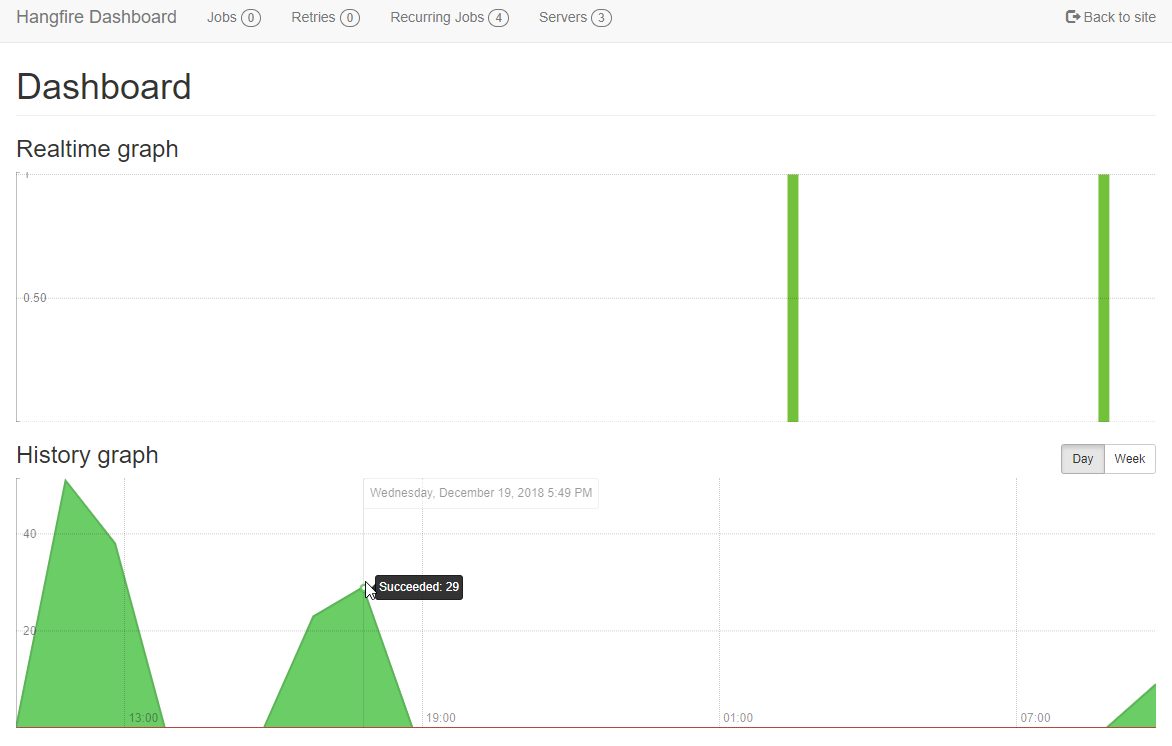 Hangfire Dashboard Jobs 0 Retries 0 Recurring Jobs 4 Servers 3 Back to site
Dashboard
Realtime graph
0.50
History graph
Day Week
Wednesday, December 19, 2018 5:49 PM
40
Succeeded: 29
20
13:00 19:00 01:00 07:00